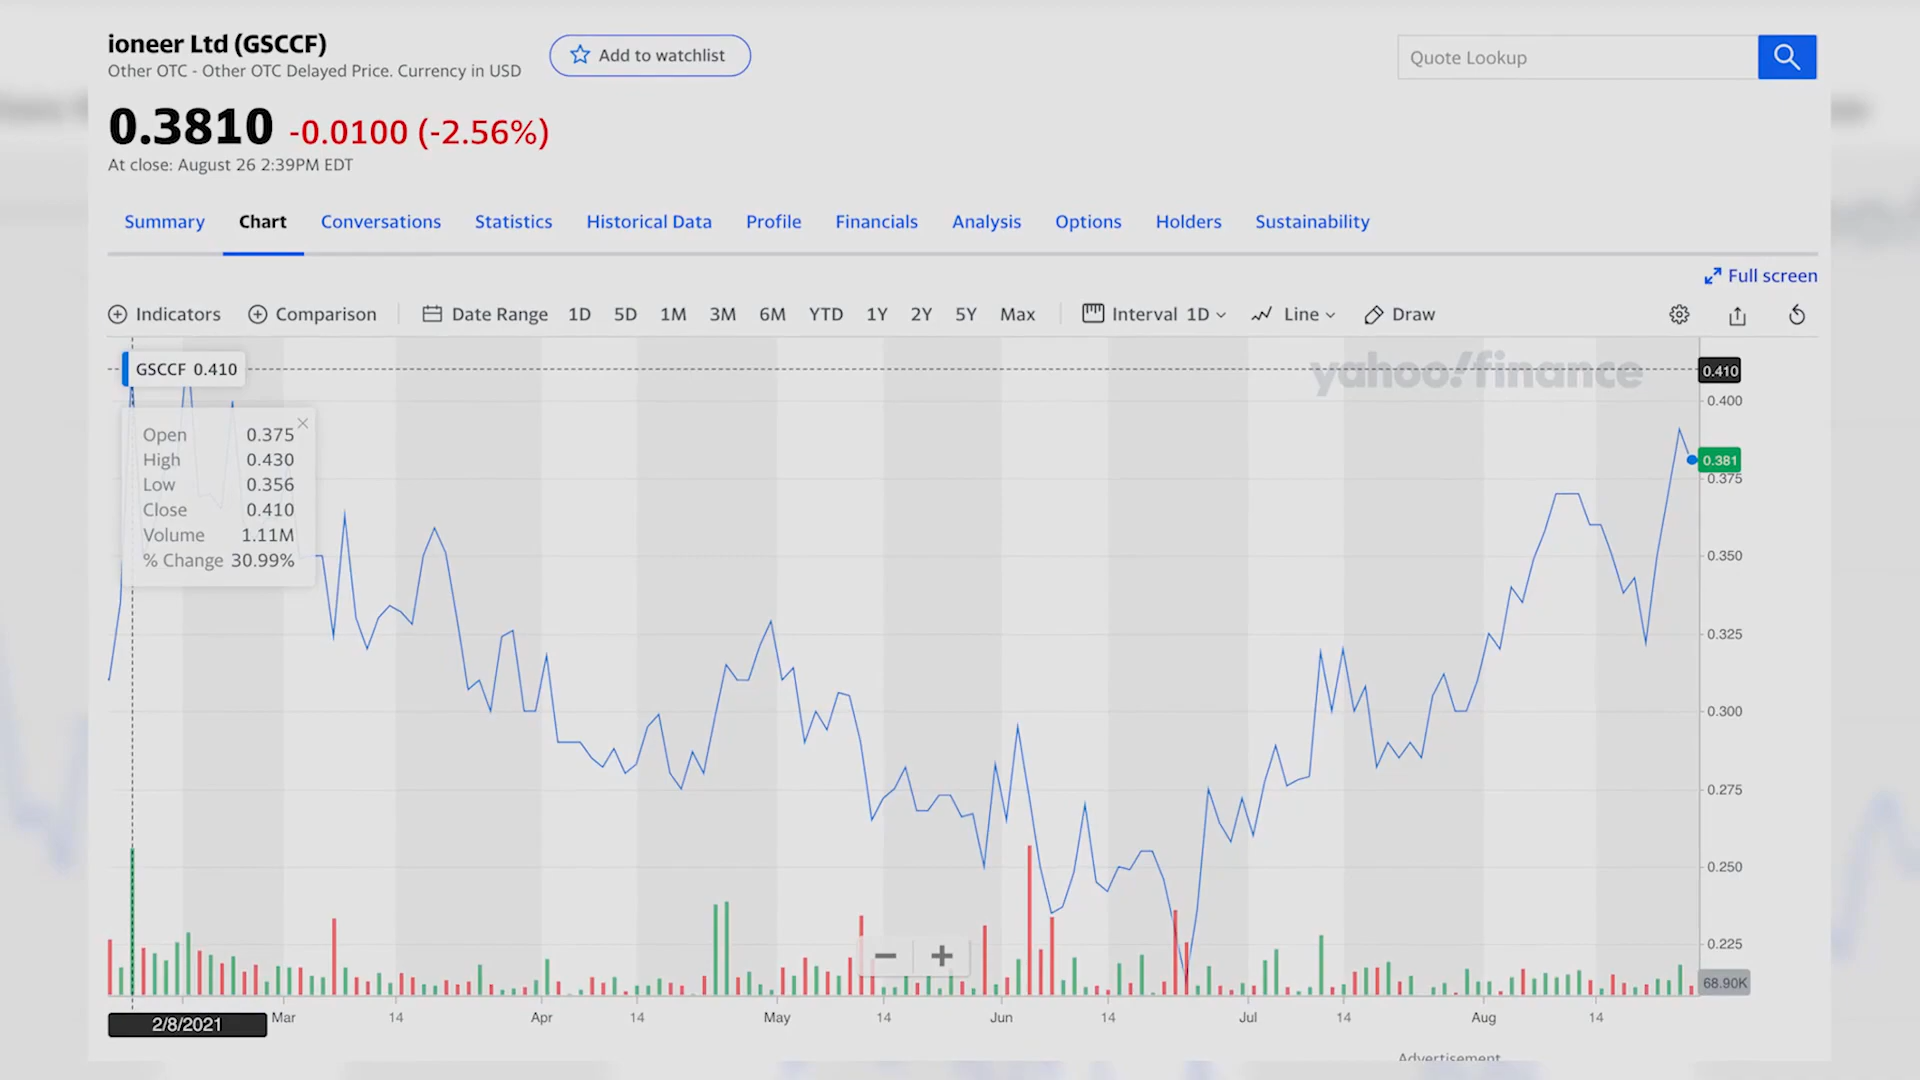 ioneer Ltd (GSCCF)
Other OTC - Other OTC Delayed Price. Currency in USD
Add to watchlist
Quote Lookup
0.3810 -0.0100 (-2.56%)
At close: August 26 2:39PM EDT
Summary Chart Conversations Statistics Historical Data Profile Financials Analysis Options Holders Sustainability
Full screen
Indicators Comparison Date Range 1D 5D 1M 3M 6M YTD 1Y 2Y 5Y Max Interval 1D Line Draw
GSCCF 0.410
yahoo!finance
0.410
0.400
Open 0.375
High 0.430
Low 0.356
Close 0.410
Volume 1.11M
% Change 30.99%
0.381
0.375
0.350
0.325
0.300
0.275
0.250
0.225
68.90K
2/8/2021 Mar 14 Apr 14 May 14 Jun 14 Jul 14 Aug 14
Advertisement